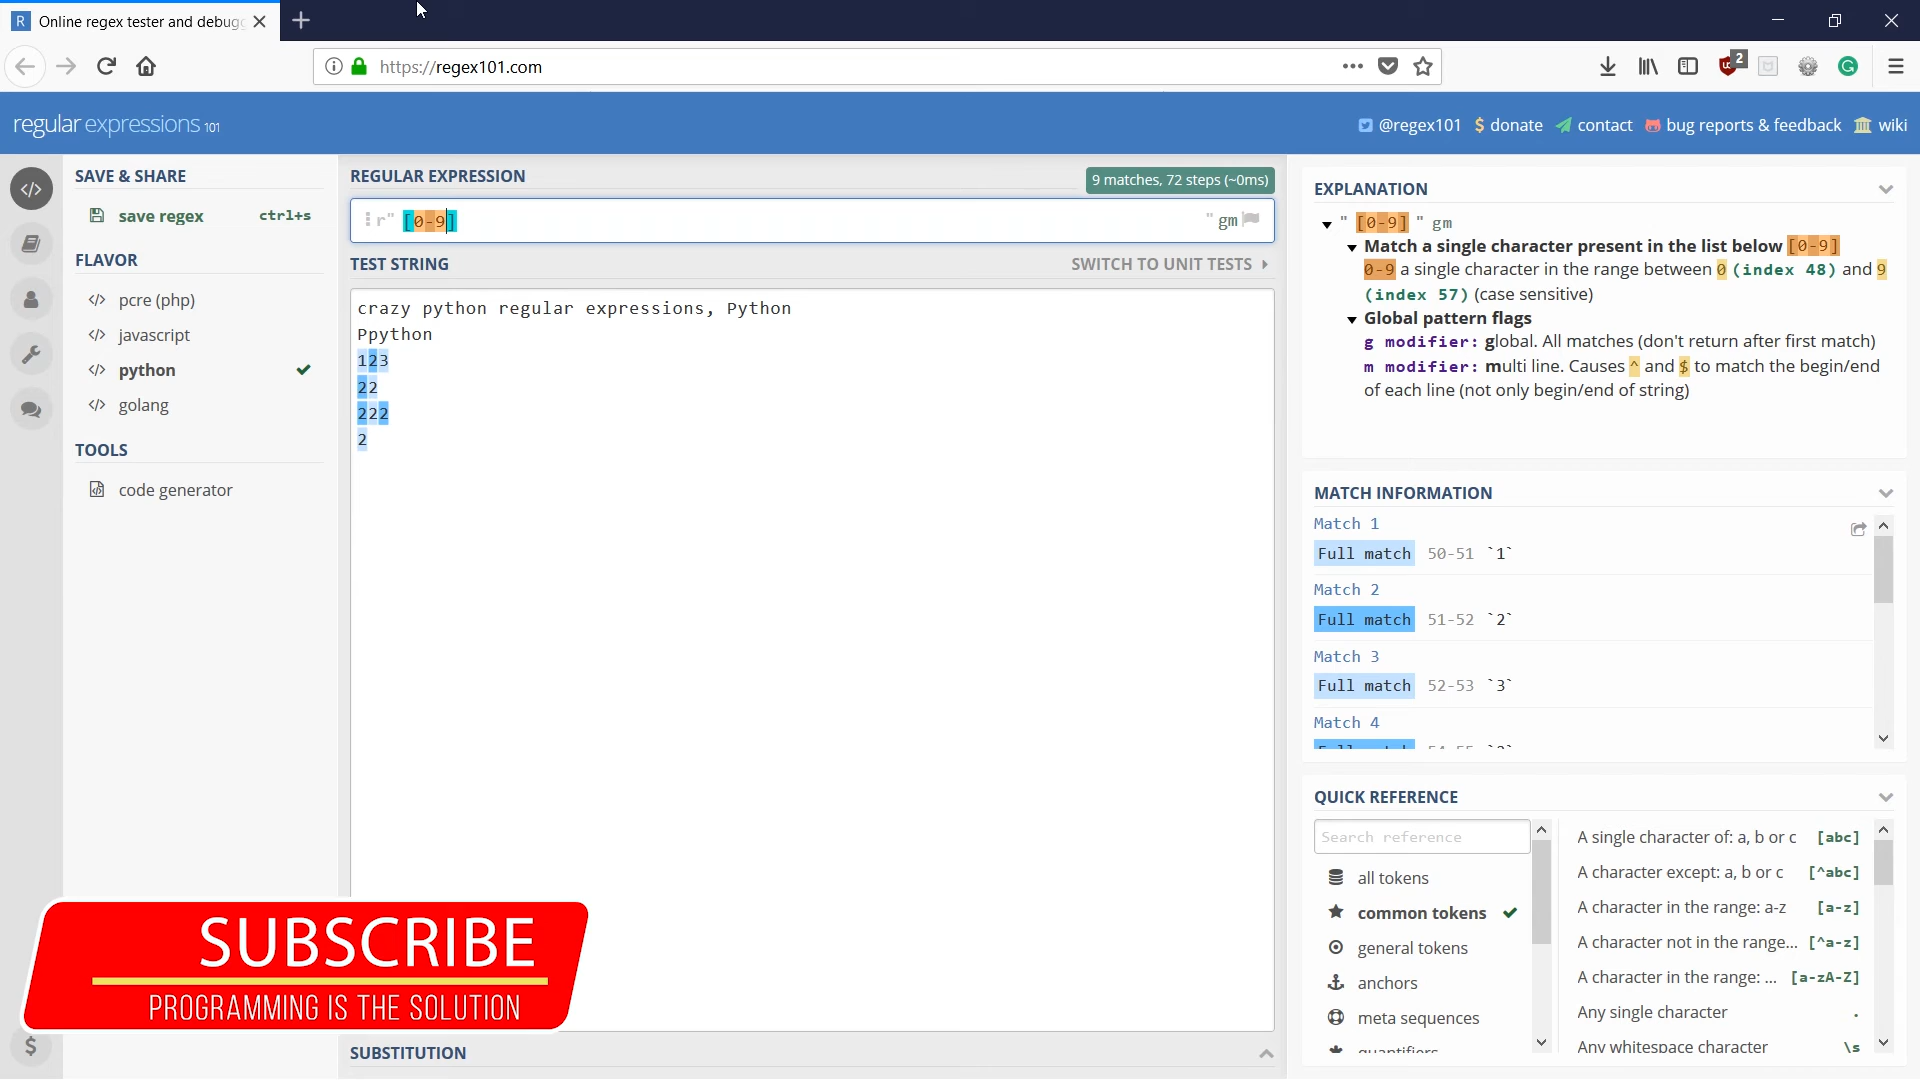 R Online regex tester and debugg
https://regex101.com
2
regular expressions 101
@regex101 $ donate contact bug reports & feedback wiki
SAVE & SHARE
save regex ctrl+s
FLAVOR
</> pcre (php)
</> javascript
</> python
</> golang
TOOLS
code generator
$
REGULAR EXPRESSION
9 matches, 72 steps (~0ms)
r" [0-9] " gm
TEST STRING
SWITCH TO UNIT TESTS
crazy python regular expressions, Python
Ppython
123
22
222
2
SUBSTITUTION
EXPLANATION
" [0-9] " gm
Match a single character present in the list below [0-9]
0-9 a single character in the range between 0 (index 48) and 9
(index 57) (case sensitive)
Global pattern flags
g modifier: global. All matches (don't return after first match)
m modifier: multi line. Causes ^ and $ to match the begin/end
of each line (not only begin/end of string)
MATCH INFORMATION
Match 1
Full match 50-51 `1`
Match 2
Full match 51-52 `2`
Match 3
Full match 52-53 `3`
Match 4
QUICK REFERENCE
Search reference
all tokens
common tokens
general tokens
anchors
meta sequences
quantifiers
A single character of: a, b or c [abc]
A character except: a, b or c [^abc]
A character in the range: a-z [a-z]
A character not in the range... [^a-z]
A character in the range: ... [a-zA-Z]
Any single character .
Any whitespace character \s
SUBSCRIBE
PROGRAMMING IS THE SOLUTION